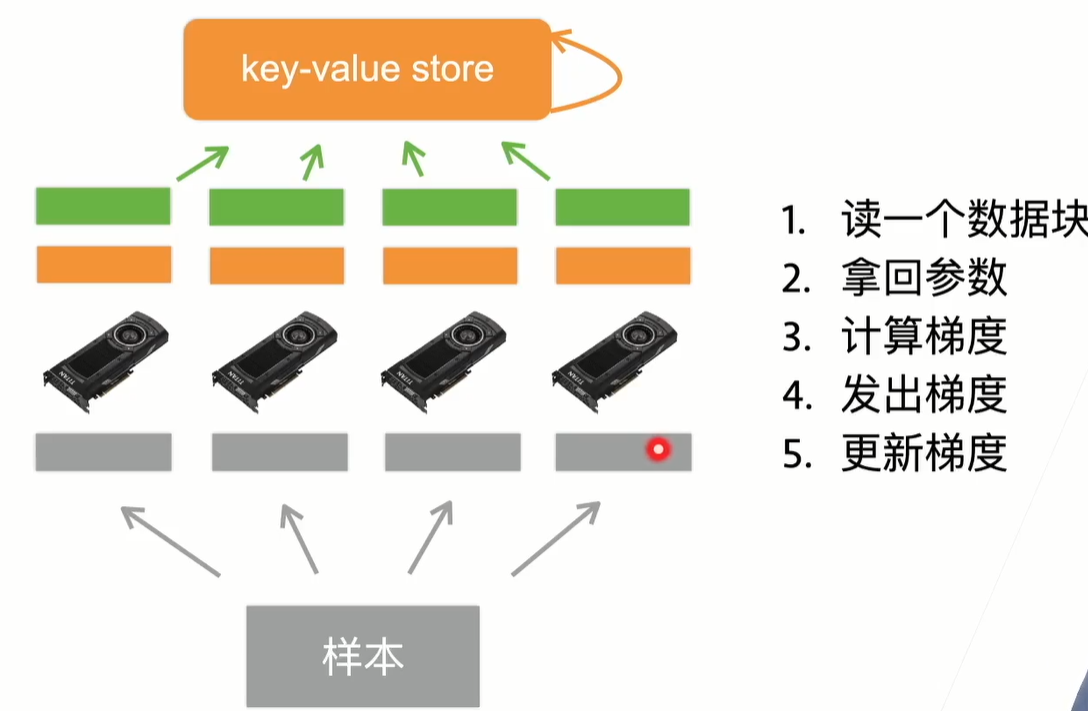 key-value store
1. 读一个数据块
2. 拿回参数
3. 计算梯度
4. 发出梯度
5. 更新梯度
TITAN
TITAN
TITAN
TITAN
样本